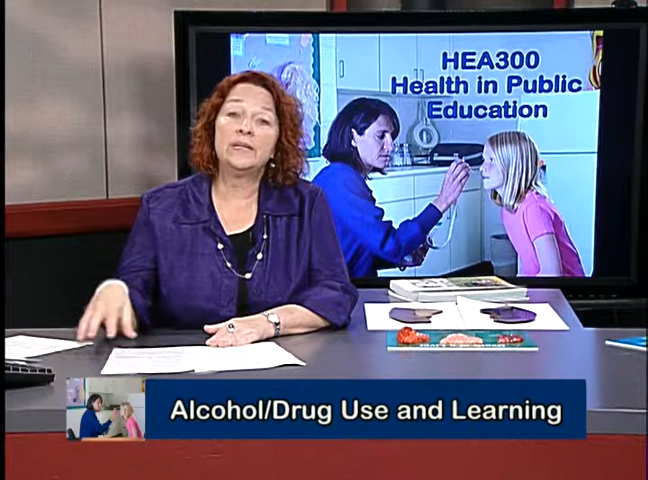 HEA300
Health in Public
Education
Alcohol/Drug Use and Learning